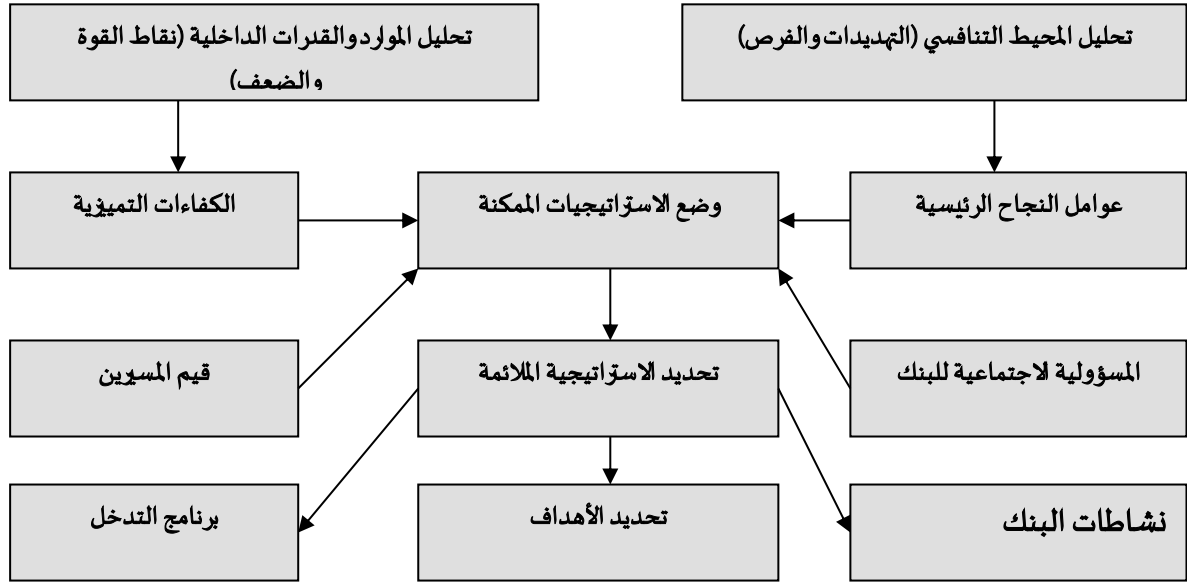 تحليل المحيط التنافسي (التهديدات والفرص)
تحليل الموارد والقدرات الداخلية (نقاط القوة
والضعف)
عوامل النجاح الرئيسية
وضع الاستراتيجيات الممكنة
الكفاءات التميزية
المسؤولية الاجتماعية للبنك
تحديد الاستراتيجية الملائمة
قيم المسيرين
نشاطات البنك
تحديد الأهداف
برنامج التدخل